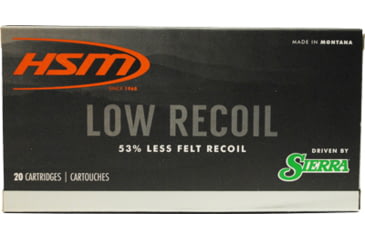 MADE IN MONTANA
HSM
SINCE 1968
LOW RECOIL
53% LESS FELT RECOIL
DRIVEN BY
SIERRA
20 CARTRIDGES | CARTOUCHES